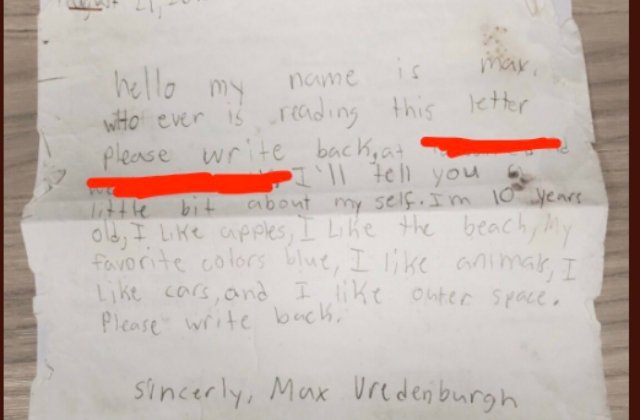 August 21,
hello my name is max.
who ever is reading this letter
please write back, at
I'll tell you a
little bit about my self. I'm 10 years
old, I Like apples, I Like the beach, My
favorite colors blue, I like animals, I
Like cars, and I like outer space.
Please write back.
Sincerly, Max Vredenburgh